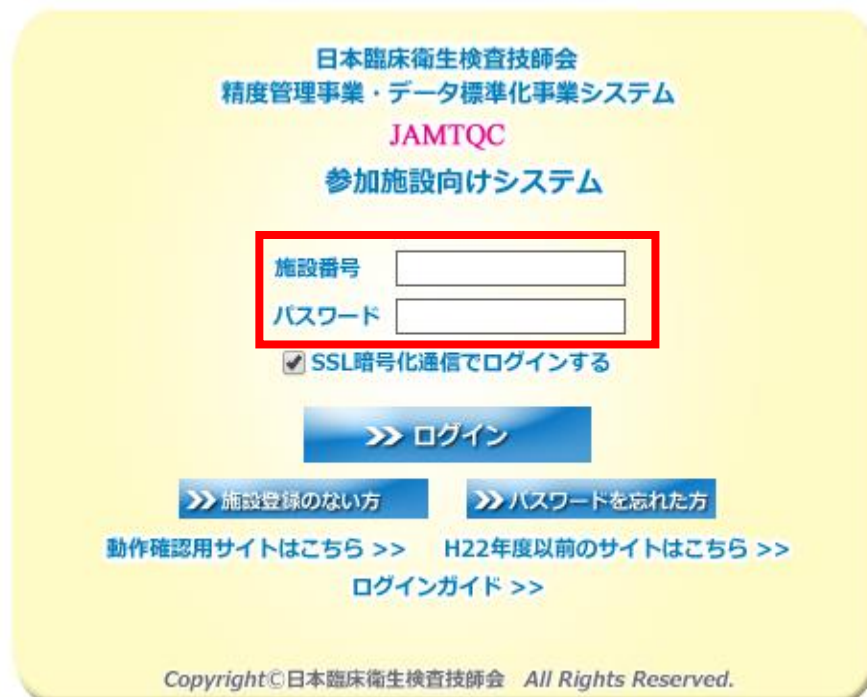 日本臨床衛生検査技師会
精度管理事業・データ標準化事業システム
JAMTQC
参加施設向けシステム
施設番号
パスワード
SSL暗号化通信でログインする
>> ログイン
>> 施設登録のない方 >> パスワードを忘れた方
動作確認用サイトはこちら >> H22年度以前のサイトはこちら >>
ログインガイド >>
Copyright©日本臨床衛生検査技師会 All Rights Reserved.